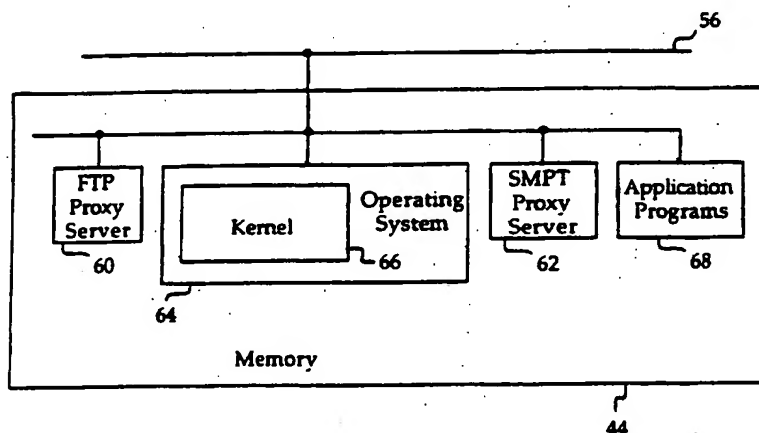 56
FTP
Proxy
Server
60
Kernel
66
Operating
System
64
SMPT
Proxy
Server
62
Application
Programs
68
Memory
44